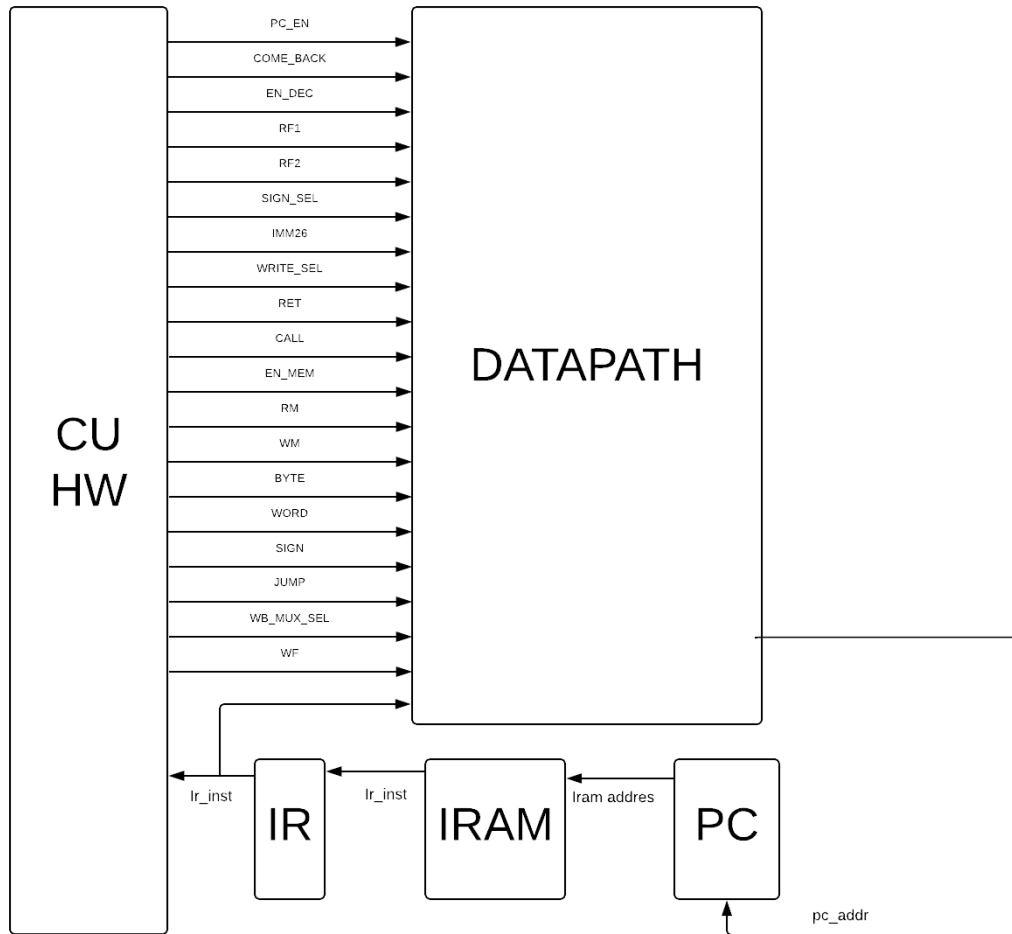 PC_EN
COME_BACK
EN_DEC
RF1
RF2
SIGN_SEL
IMM26
WRITE_SEL
RET
CALL
EN_MEM
RM
WM
BYTE
WORD
SIGN
JUMP
WB_MUX_SEL
WF
CU
HW
DATAPATH
Ir_inst
IR
Ir_inst
IRAM
Iram addres
PC
pc_addr